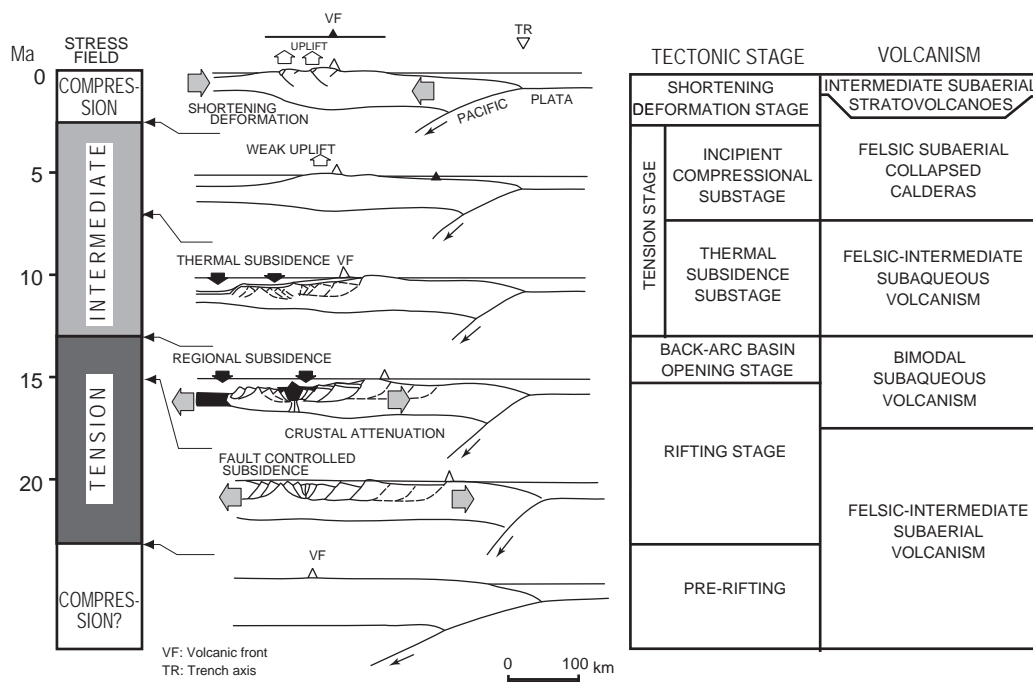 Ma
STRESS
FIELD
0
COMPRES-
SION
5
INTERMEDIATE
10
15
TENSION
20
COMPRES-
SION?
VF
TR
UPLIFT
SHORTENING
DEFORMATION
PACIFIC
PLATA
WEAK UPLIFT
THERMAL SUBSIDENCE VF
REGIONAL SUBSIDENCE
CRUSTAL ATTENUATION
FAULT CONTROLLED
SUBSIDENCE
VF
VF: Volcanic front
TR: Trench axis
0 100 km
TECTONIC STAGE
SHORTENING
DEFORMATION STAGE
TENSION STAGE
INCIPIENT
COMPRESSIONAL
SUBSTAGE
THERMAL
SUBSIDENCE
SUBSTAGE
BACK-ARC BASIN
OPENING STAGE
RIFTING STAGE
PRE-RIFTING
VOLCANISM
INTERMEDIATE SUBAERIAL
STRATOVOLCANOES
FELSIC SUBAERIAL
COLLAPSED
CALDERAS
FELSIC-INTERMEDIATE
SUBAQUEOUS
VOLCANISM
BIMODAL
SUBAQUEOUS
VOLCANISM
FELSIC-INTERMEDIATE
SUBAERIAL
VOLCANISM